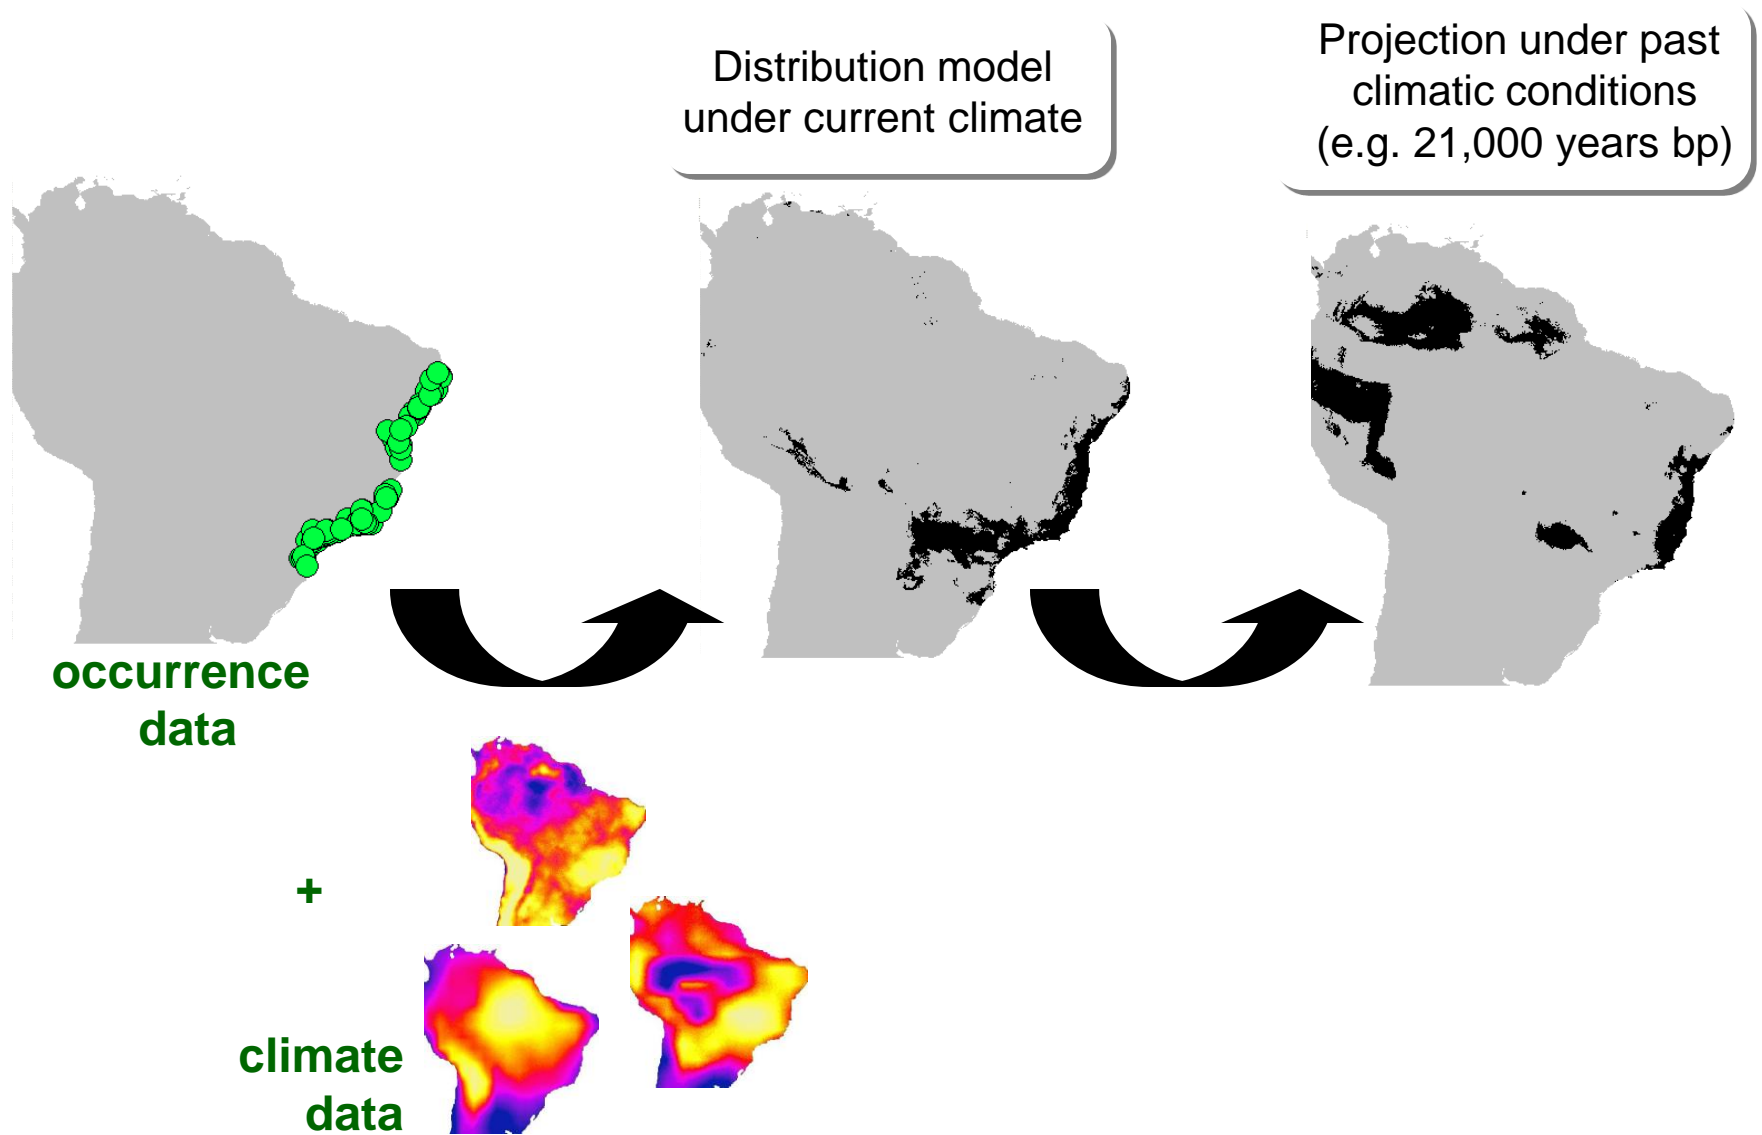 Distribution model
under current climate
Projection under past
climatic conditions
(e.g. 21,000 years bp)
occurrence
data
+
climate
data